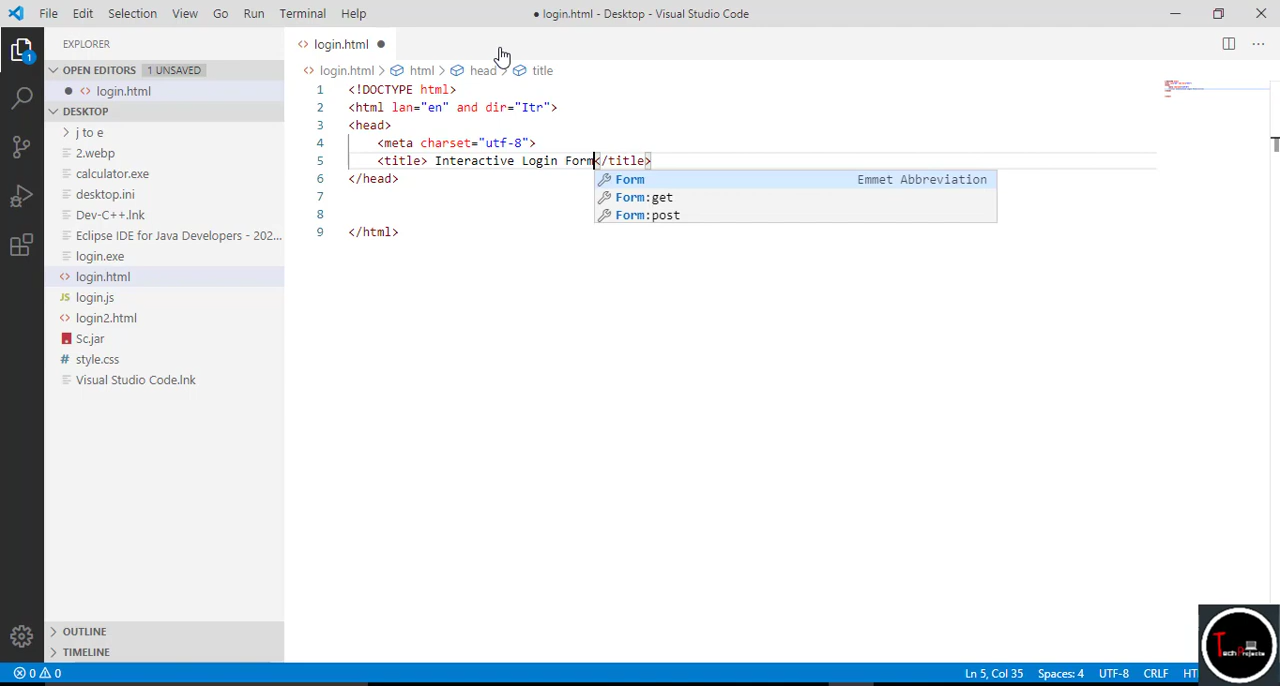 File Edit Selection View Go Run Terminal Help
● login.html - Desktop - Visual Studio Code
EXPLORER
OPEN EDITORS 1 UNSAVED
login.html
DESKTOP
j to e
2.webp
calculator.exe
desktop.ini
Dev-C++.lnk
Eclipse IDE for Java Developers - 202...
login.exe
login.html
JS login.js
login2.html
Sc.jar
# style.css
Visual Studio Code.lnk
OUTLINE
TIMELINE
1
<> login.html ●
<> login.html > html > head > title
1 <!DOCTYPE html>
2 <html lan="en" and dir="Itr">
3 <head>
4 <meta charset="utf-8">
5 <title> Interactive Login Form</title>
6 </head>
7
8
9 </html>
Form Emmet Abbreviation
Form:get
Form:post
0 0
Ln 5, Col 35 Spaces: 4 UTF-8 CRLF
Tech Projects